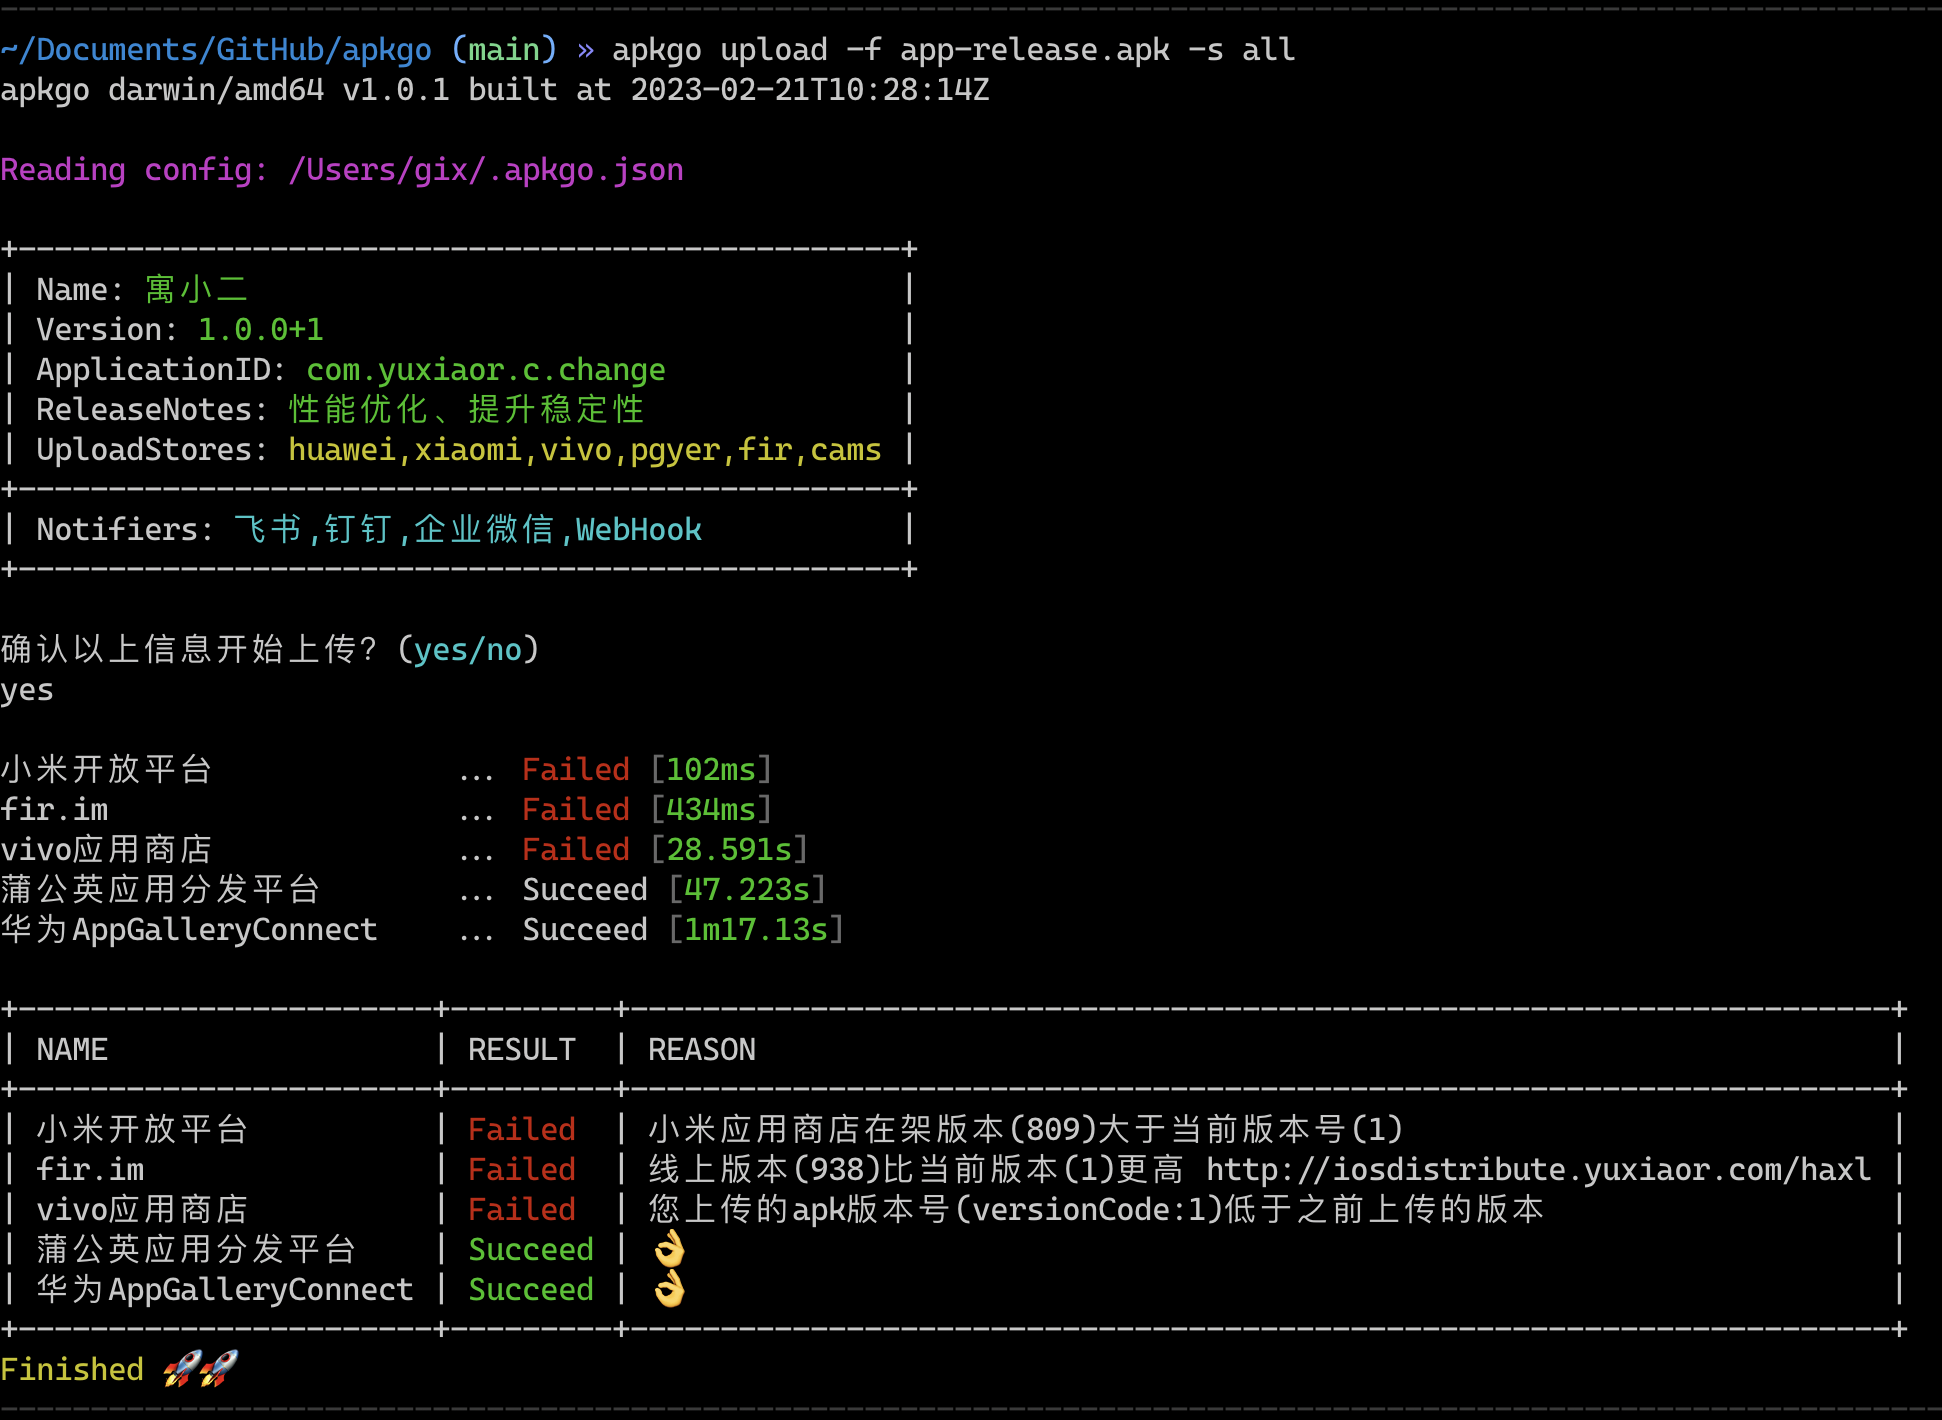 ~/Documents/GitHub/apkgo (main) » apkgo upload -f app-release.apk -s all
apkgo darwin/amd64 v1.0.1 built at 2023-02-21T10:28:14Z
Reading config: /Users/gix/.apkgo.json
Name: 寓小二
Version: 1.0.0+1
ApplicationID: com.yuxiaor.c.change
ReleaseNotes: 性能优化、提升稳定性
UploadStores: huawei,xiaomi,vivo,pgyer,fir,cams
Notifiers: 飞书,钉钉,企业微信,WebHook
确认以上信息开始上传? (yes/no)
yes
小米开放平台 ... Failed [102ms]
fir.im ... Failed [434ms]
vivo应用商店 ... Failed [28.591s]
蒲公英应用分发平台 ... Succeed [47.223s]
华为AppGalleryConnect ... Succeed [1m17.13s]
| NAME | RESULT | REASON |
| 小米开放平台 | Failed | 小米应用商店在架版本(809)大于当前版本号(1) |
| fir.im | Failed | 线上版本(938)比当前版本(1)更高 http://iosdistribute.yuxiaor.com/haxl |
| vivo应用商店 | Failed | 您上传的apk版本号(versionCode:1)低于之前上传的版本 |
| 蒲公英应用分发平台 | Succeed | 👌 |
| 华为AppGalleryConnect | Succeed | 👌 |
Finished 🚀🚀